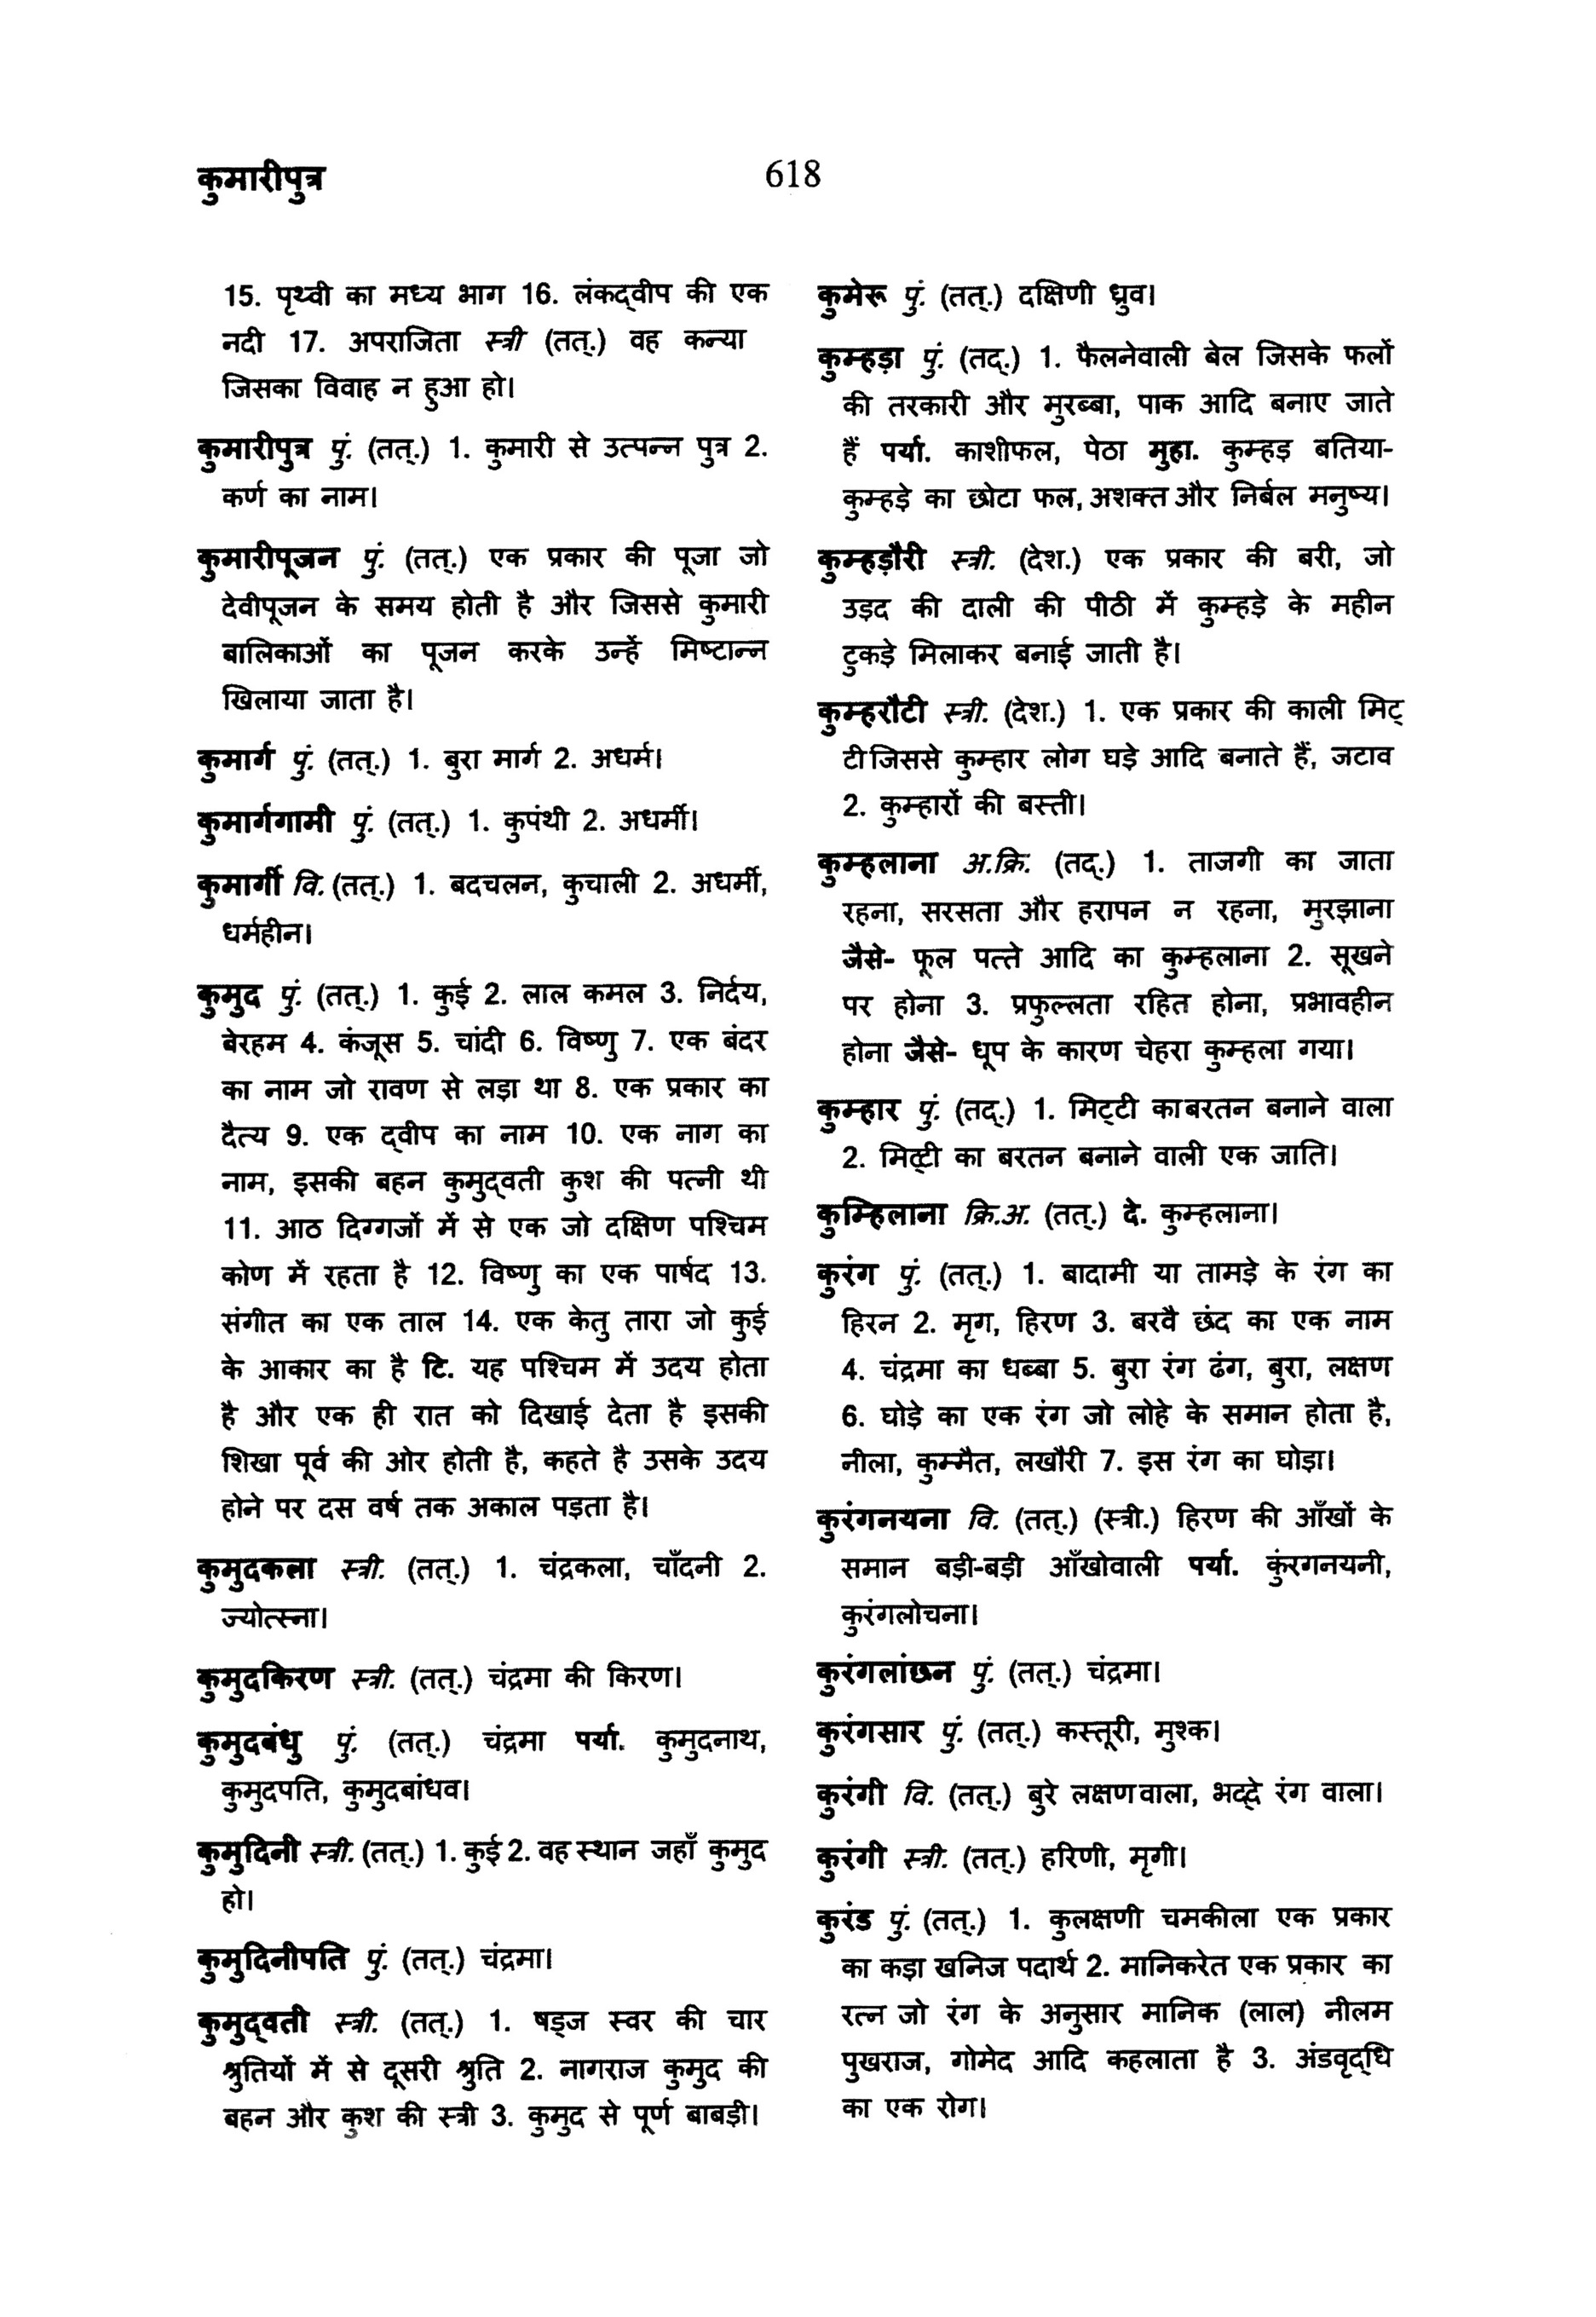 कुमारीपुत्र
618
15. पृथ्वी का मध्य भाग 16. लंकद्वीप की एक
नदी 17. अपराजिता स्त्री (तत्.) वह कन्या
जिसका विवाह न हुआ हो।
कुमारीपुत्र पुं. (तत्.) 1. कुमारी से उत्पन्न पुत्र 2.
कर्ण का नाम।
कुमारीपूजन पुं. (तत्.) एक प्रकार की पूजा जो
देवीपूजन के समय होती है और जिससे कुमारी
बालिकाओं का पूजन करके उन्हें मिष्टान्न
खिलाया जाता है।
कुमार्ग पुं. (तत्.) 1. बुरा मार्ग 2. अधर्म।
कुमार्गगामी पुं. (तत्.) 1. कुपंथी 2. अधर्मी।
कुमार्गी वि. (तत्.) 1. बदचलन, कुचाली 2. अधर्मी,
धर्महीन।
कुमुद पुं. (तत्.) 1. कुई 2. लाल कमल 3. निर्दय,
बेरहम 4. कंजूस 5. चांदी 6. विष्णु 7. एक बंदर
का नाम जो रावण से लड़ा था 8. एक प्रकार का
दैत्य 9. एक द्वीप का नाम 10. एक नाग का
नाम, इसकी बहन कुमुद्वती कुश की पत्नी थी
11. आठ दिग्गजों में से एक जो दक्षिण पश्चिम
कोण में रहता है 12. विष्णु का एक पार्षद 13.
संगीत का एक ताल 14. एक केतु तारा जो कुई
के आकार का है टि. यह पश्चिम में उदय होता
है और एक ही रात को दिखाई देता है इसकी
शिखा पूर्व की ओर होती है, कहते है उसके उदय
होने पर दस वर्ष तक अकाल पड़ता है।
कुमुदकला स्त्री. (तत्.) 1. चंद्रकला, चाँदनी 2.
ज्योत्स्ना।
कुमुदकिरण स्त्री. (तत्.) चंद्रमा की किरण।
कुमुदबंधु पुं. (तत्.) चंद्रमा पर्या. कुमुदनाथ,
कुमुदपति, कुमुदबांधव।
कुमुदिनी स्त्री. (तत्.) 1. कुई 2. वह स्थान जहाँ कुमुद
हो।
कुमुदिनीपति पुं. (तत्.) चंद्रमा।
कुमुद्वती स्त्री. (तत्.) 1. षड्ज स्वर की चार
श्रुतियों में से दूसरी श्रुति 2. नागराज कुमुद की
बहन और कुश की स्त्री 3. कुमुद से पूर्ण बाबड़ी।
कुमेरू पुं. (तत्.) दक्षिणी ध्रुव।
कुम्हड़ा पुं. (तद्.) 1. फैलनेवाली बेल जिसके फलों
की तरकारी और मुरब्बा, पाक आदि बनाए जाते
हैं पर्या. काशीफल, पेठा मुहा. कुम्हड़ बतिया-
कुम्हड़े का छोटा फल, अशक्त और निर्बल मनुष्य।
कुम्हड़ौरी स्त्री. (देश.) एक प्रकार की बरी, जो
उड़द की दाली की पीठी में कुम्हड़े के महीन
टुकड़े मिलाकर बनाई जाती है।
कुम्हरौटी स्त्री. (देश.) 1. एक प्रकार की काली मिट्
टी जिससे कुम्हार लोग घड़े आदि बनाते हैं, जटाव
2. कुम्हारों की बस्ती।
कुम्हलाना अ.क्रि. (तद्.) 1. ताजगी का जाता
रहना, सरसता और हरापन न रहना, मुरझाना
जैसे- फूल पत्ते आदि का कुम्हलाना 2. सूखने
पर होना 3. प्रफुल्लता रहित होना, प्रभावहीन
होना जैसे- धूप के कारण चेहरा कुम्हला गया।
कुम्हार पुं. (तद्.) 1. मिट्टी का बरतन बनाने वाला
2. मिट्टी का बरतन बनाने वाली एक जाति।
कुम्हिलाना क्रि.अ. (तत्.) दे. कुम्हलाना।
कुरंग पुं. (तत्.) 1. बादामी या तामड़े के रंग का
हिरन 2. मृग, हिरण 3. बरवै छंद का एक नाम
4. चंद्रमा का धब्बा 5. बुरा रंग ढंग, बुरा, लक्षण
6. घोड़े का एक रंग जो लोहे के समान होता है,
नीला, कुम्मैत, लखौरी 7. इस रंग का घोड़ा।
कुरंगनयना वि. (तत्.) (स्त्री.) हिरण की आँखों के
समान बड़ी-बड़ी आँखोवाली पर्या. कुंरगनयनी,
कुरंगलोचना।
कुरंगलांछन पुं. (तत्.) चंद्रमा।
कुरंगसार पुं. (तत्.) कस्तूरी, मुश्क।
कुरंगी वि. (तत्.) बुरे लक्षण वाला, भद्दे रंग वाला।
कुरंगी स्त्री. (तत्.) हरिणी, मृगी।
कुरंड पुं. (तत्.) 1. कुलक्षणी चमकीला एक प्रकार
का कड़ा खनिज पदार्थ 2. मानिकरेत एक प्रकार का
रत्न जो रंग के अनुसार मानिक (लाल) नीलम
पुखराज, गोमेद आदि कहलाता है 3. अंडवृद्धि
का एक रोग।